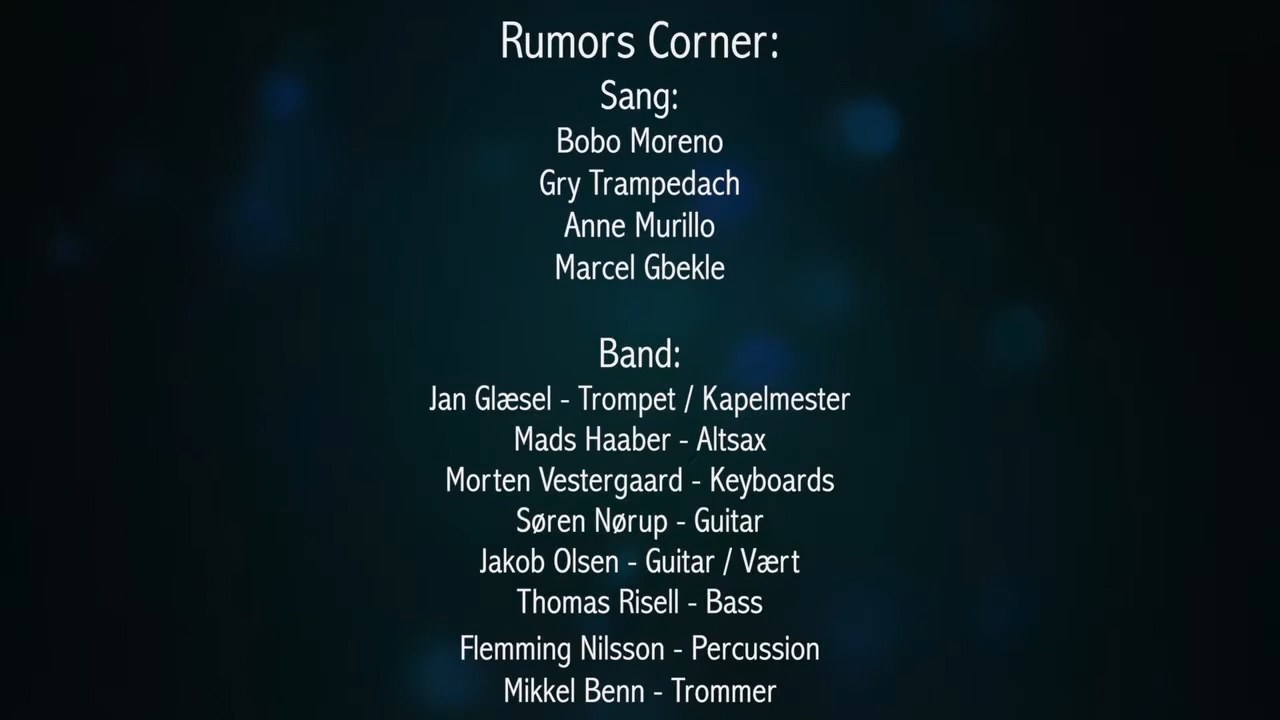 Rumors Corner:
Sang:
Bobo Moreno
Gry Trampedach
Anne Murillo
Marcel Gbekle
Band:
Jan Glæsel - Trompet / Kapelmester
Mads Haaber - Altsax
Morten Vestergaard - Keyboards
Søren Nørup - Guitar
Jakob Olsen - Guitar / Vært
Thomas Risell - Bass
Flemming Nilsson - Percussion
Mikkel Benn - Trommer